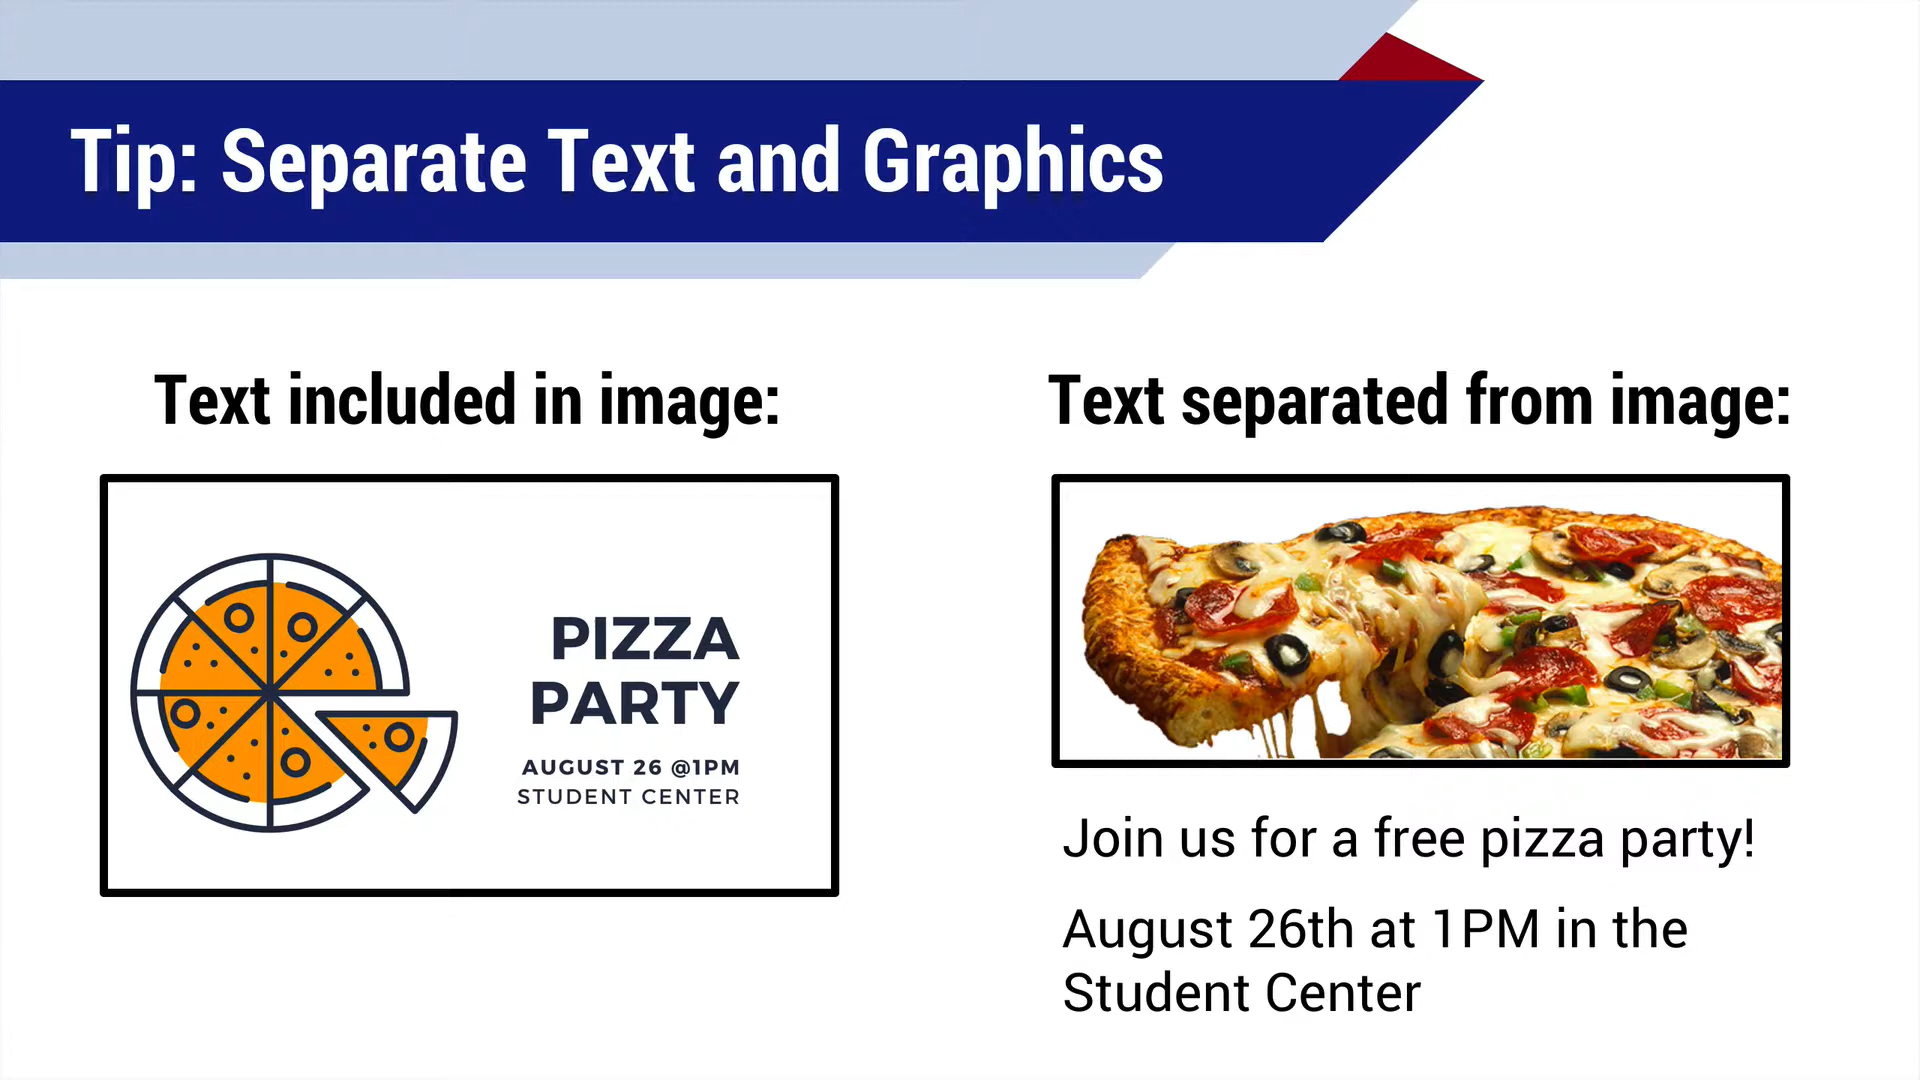 Tip: Separate Text and Graphics
Text included in image:
PIZZA
PARTY
AUGUST 26 @1PM
STUDENT CENTER
Text separated from image:
Join us for a free pizza party!
August 26th at 1PM in the
Student Center